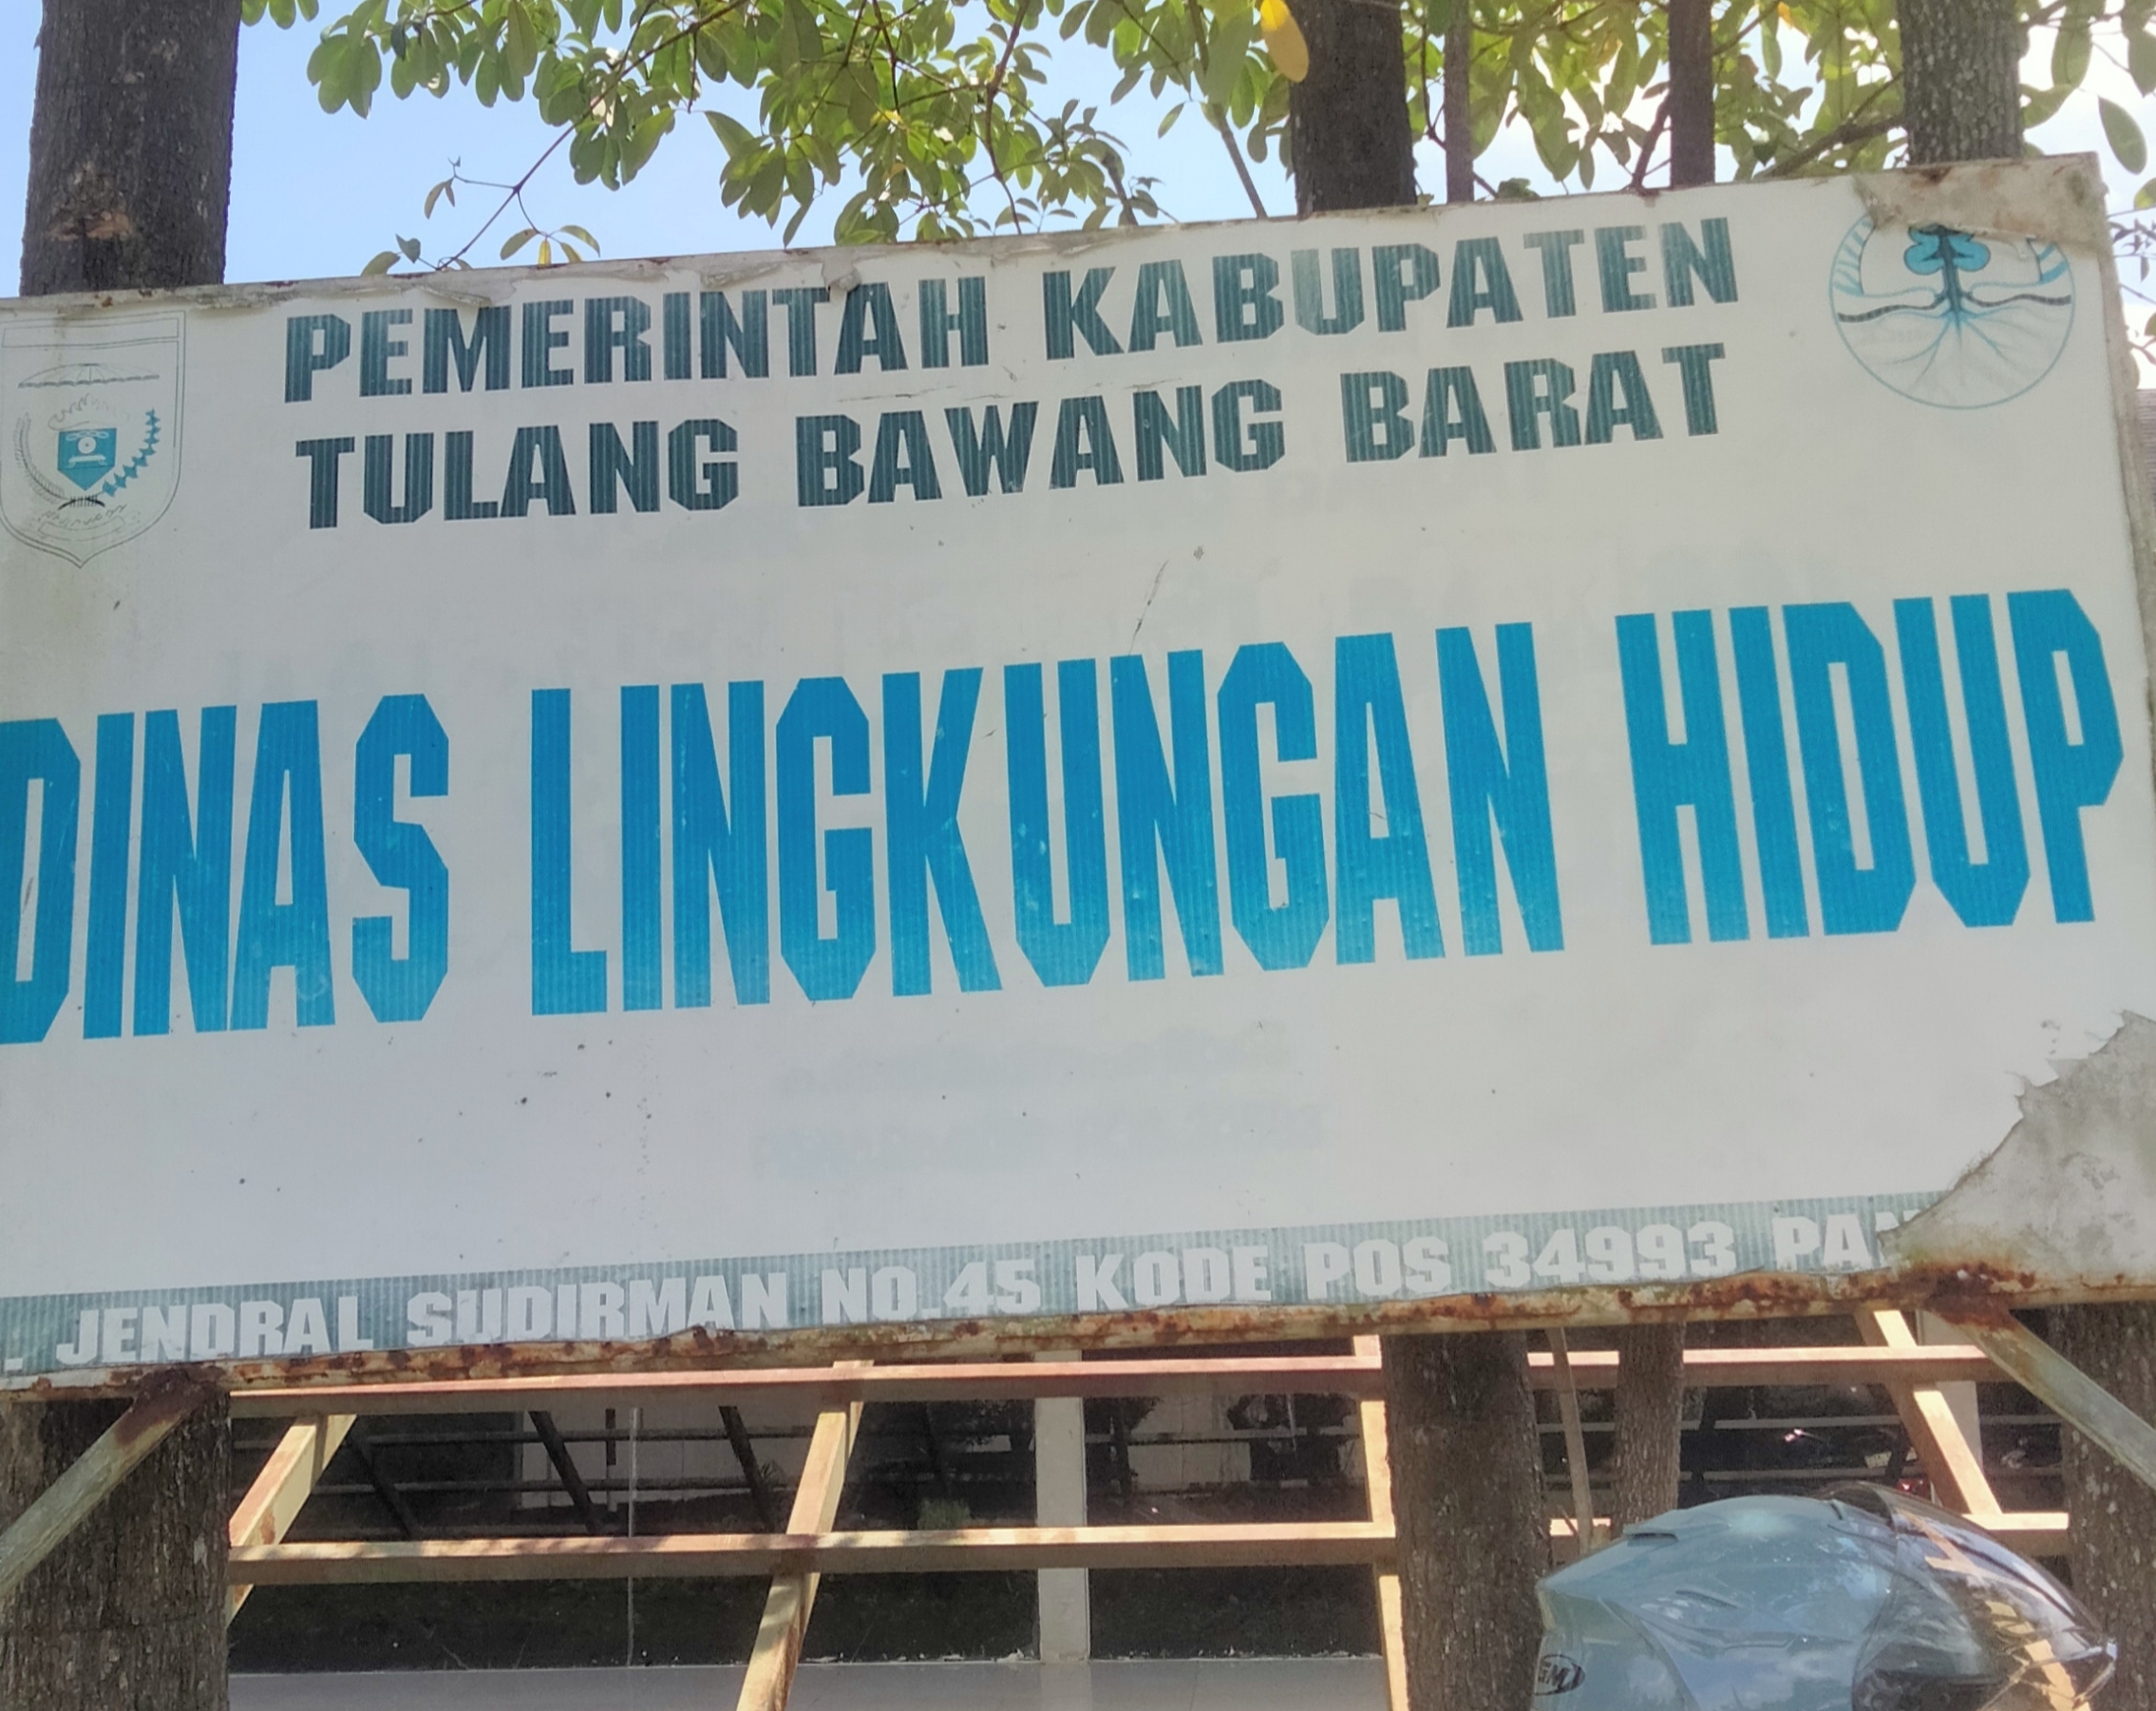 PEMERINTAH KABUPATEN
TULANG BAWANG BARAT
DINAS LINGKUNGAN HIDUP
. JENDRAL SUDIRMAN NO.45 KODE POS 34993